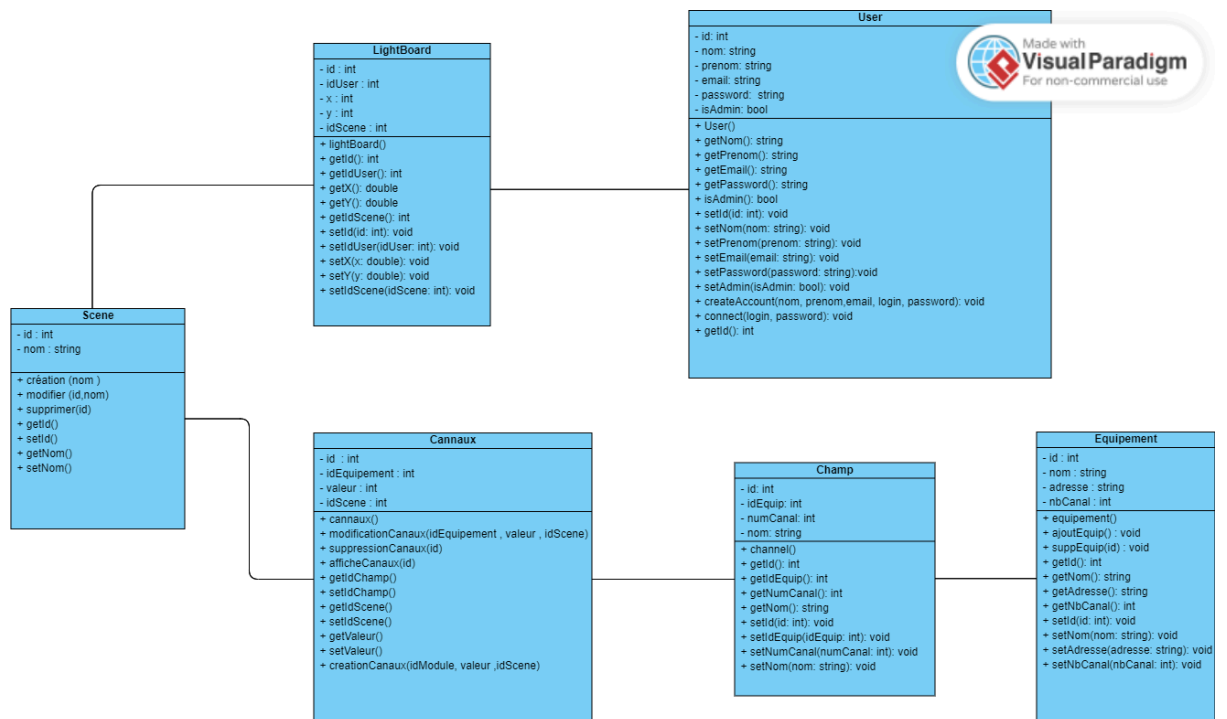 User
- id: int
- nom: string
- prenom: string
- email: string
- password: string
- isAdmin: bool
+ User()
+ getNom(): string
+ getPrenom(): string
+ getEmail(): string
+ getPassword(): string
+ isAdmin(): bool
+ setId(id: int): void
+ setNom(nom: string): void
+ setPrenom(prenom: string): void
+ setEmail(email: string): void
+ setPassword(password: string):void
+ setAdmin(isAdmin: bool): void
+ createAccount(nom, prenom,email, login, password): void
+ connect(login, password): void
+ getId(): int
Made with
Visual Paradigm
For non-commercial use
LightBoard
- id : int
- idUser : int
- x : int
- y : int
- idScene : int
+ lightBoard()
+ getId(): int
+ getIdUser(): int
+ getX(): double
+ getY(): double
+ getIdScene(): int
+ setId(id: int): void
+ setIdUser(idUser: int): void
+ setX(x: double): void
+ setY(y: double): void
+ setIdScene(idScene: int): void
Scene
- id : int
- nom : string
+ création (nom )
+ modifier (id,nom)
+ supprimer(id)
+ getId()
+ setId()
+ getNom()
+ setNom()
Cannaux
- id : int
- idEquipement : int
- valeur : int
- idScene : int
+ cannaux()
+ modificationCanaux(idEquipement , valeur , idScene)
+ suppressionCanaux(id)
+ afficheCanaux(id)
+ getIdChamp()
+ setIdChamp()
+ getIdScene()
+ setIdScene()
+ getValeur()
+ setValeur()
+ creationCanaux(idModule, valeur ,idScene)
Champ
- id: int
- idEquip: int
- numCanal: int
- nom: string
+ channel()
+ getId(): int
+ getIdEquip(): int
+ getNumCanal(): int
+ getNom(): string
+ setId(id: int): void
+ setIdEquip(idEquip: int): void
+ setNumCanal(numCanal: int): void
+ setNom(nom: string): void
Equipement
- id : int
- nom : string
- adresse : string
- nbCanal : int
+ equipement()
+ ajoutEquip() : void
+ suppEquip(id) : void
+ getId(): int
+ getNom(): string
+ getAdresse(): string
+ getNbCanal(): int
+ setId(id: int): void
+ setNom(nom: string): void
+ setAdresse(adresse: string): void
+ setNbCanal(nbCanal: int): void